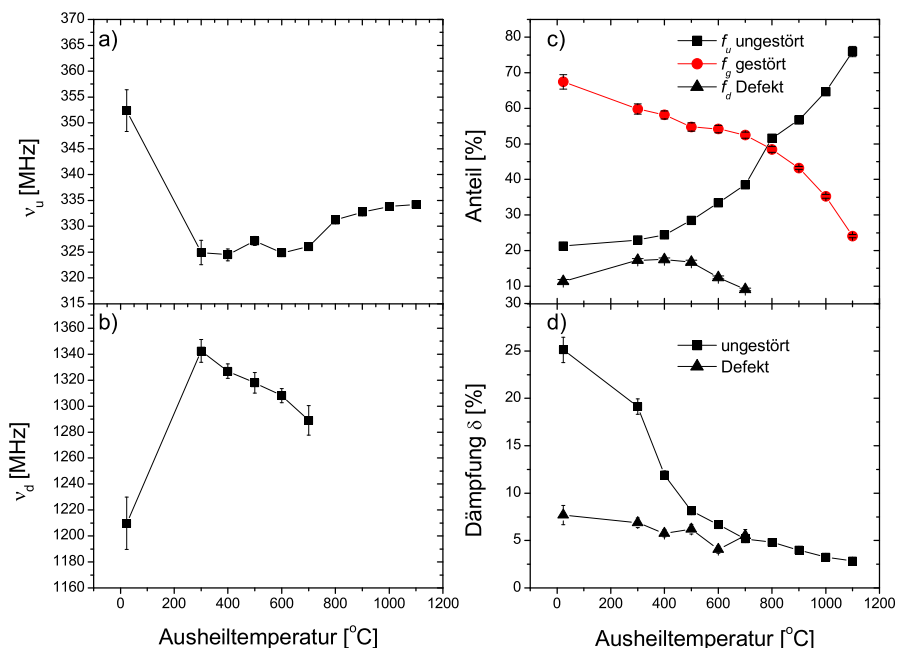 a)
370
365
360
355
350
345
340
335
330
325
320
315
ν_u [MHz]
b)
1360
1340
1320
1300
1280
1260
1240
1220
1200
1180
1160
ν_d [MHz]
0 200 400 600 800 1000 1200
Ausheiltemperatur [°C]
c)
f_u ungestört
f_g gestört
f_d Defekt
80
70
60
50
40
30
20
10
Anteil [%]
d)
ungestört
Defekt
30
25
20
15
10
5
0
Dämpfung δ [%]
0 200 400 600 800 1000 1200
Ausheiltemperatur [°C]